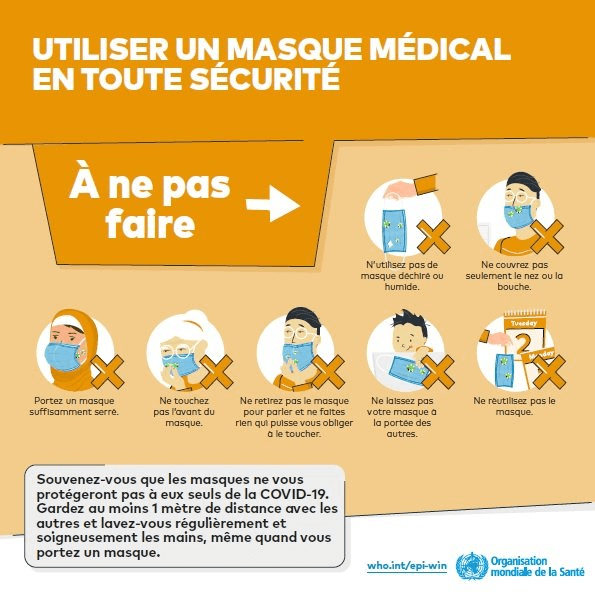 UTILISER UN MASQUE MÉDICAL
EN TOUTE SÉCURITÉ
À ne pas
faire
N'utilisez pas de
masque déchiré ou
humide.
Ne couvrez pas
seulement le nez ou la
bouche.
Portez un masque
suffisamment serré.
Ne touchez
pas l'avant du
masque.
Ne retirez pas le masque
pour parler et ne faites
rien qui puisse vous obliger
à le toucher.
Ne laissez pas
votre masque à
la portée des
autres.
Tuesday
2
Ne réutilisez pas le
masque.
Souvenez-vous que les masques ne vous
protégeront pas à eux seuls de la COVID-19.
Gardez au moins 1 mètre de distance avec les
autres et lavez-vous régulièrement et
soigneusement les mains, même quand vous
portez un masque.
who.int/epi-win
Organisation
mondiale de la Santé